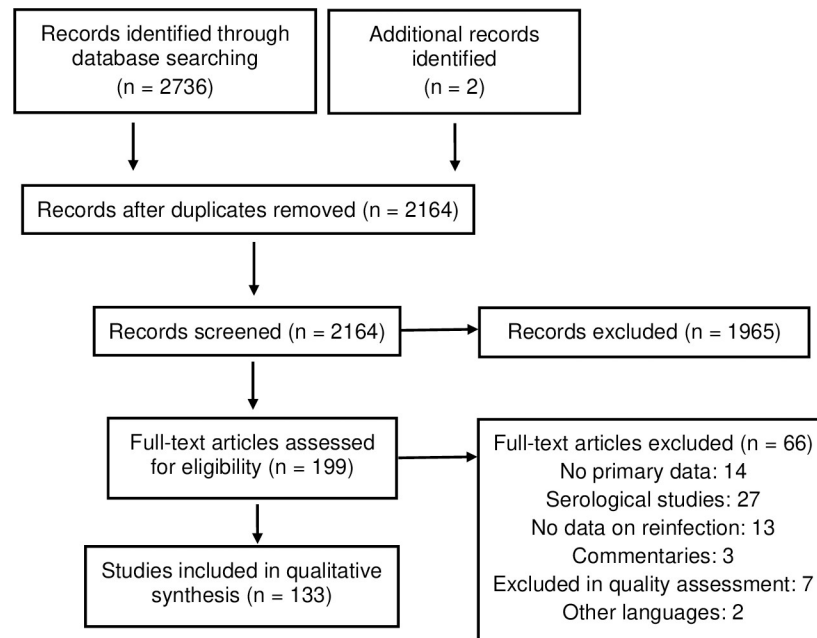 Records identified through
database searching
(n = 2736)
Additional records
identified
(n = 2)
Records after duplicates removed (n = 2164)
Records screened (n = 2164)
Records excluded (n = 1965)
Full-text articles assessed
for eligibility (n = 199)
Full-text articles excluded (n = 66)
No primary data: 14
Serological studies: 27
No data on reinfection: 13
Commentaries: 3
Excluded in quality assessment: 7
Other languages: 2
Studies included in qualitative
synthesis (n = 133)